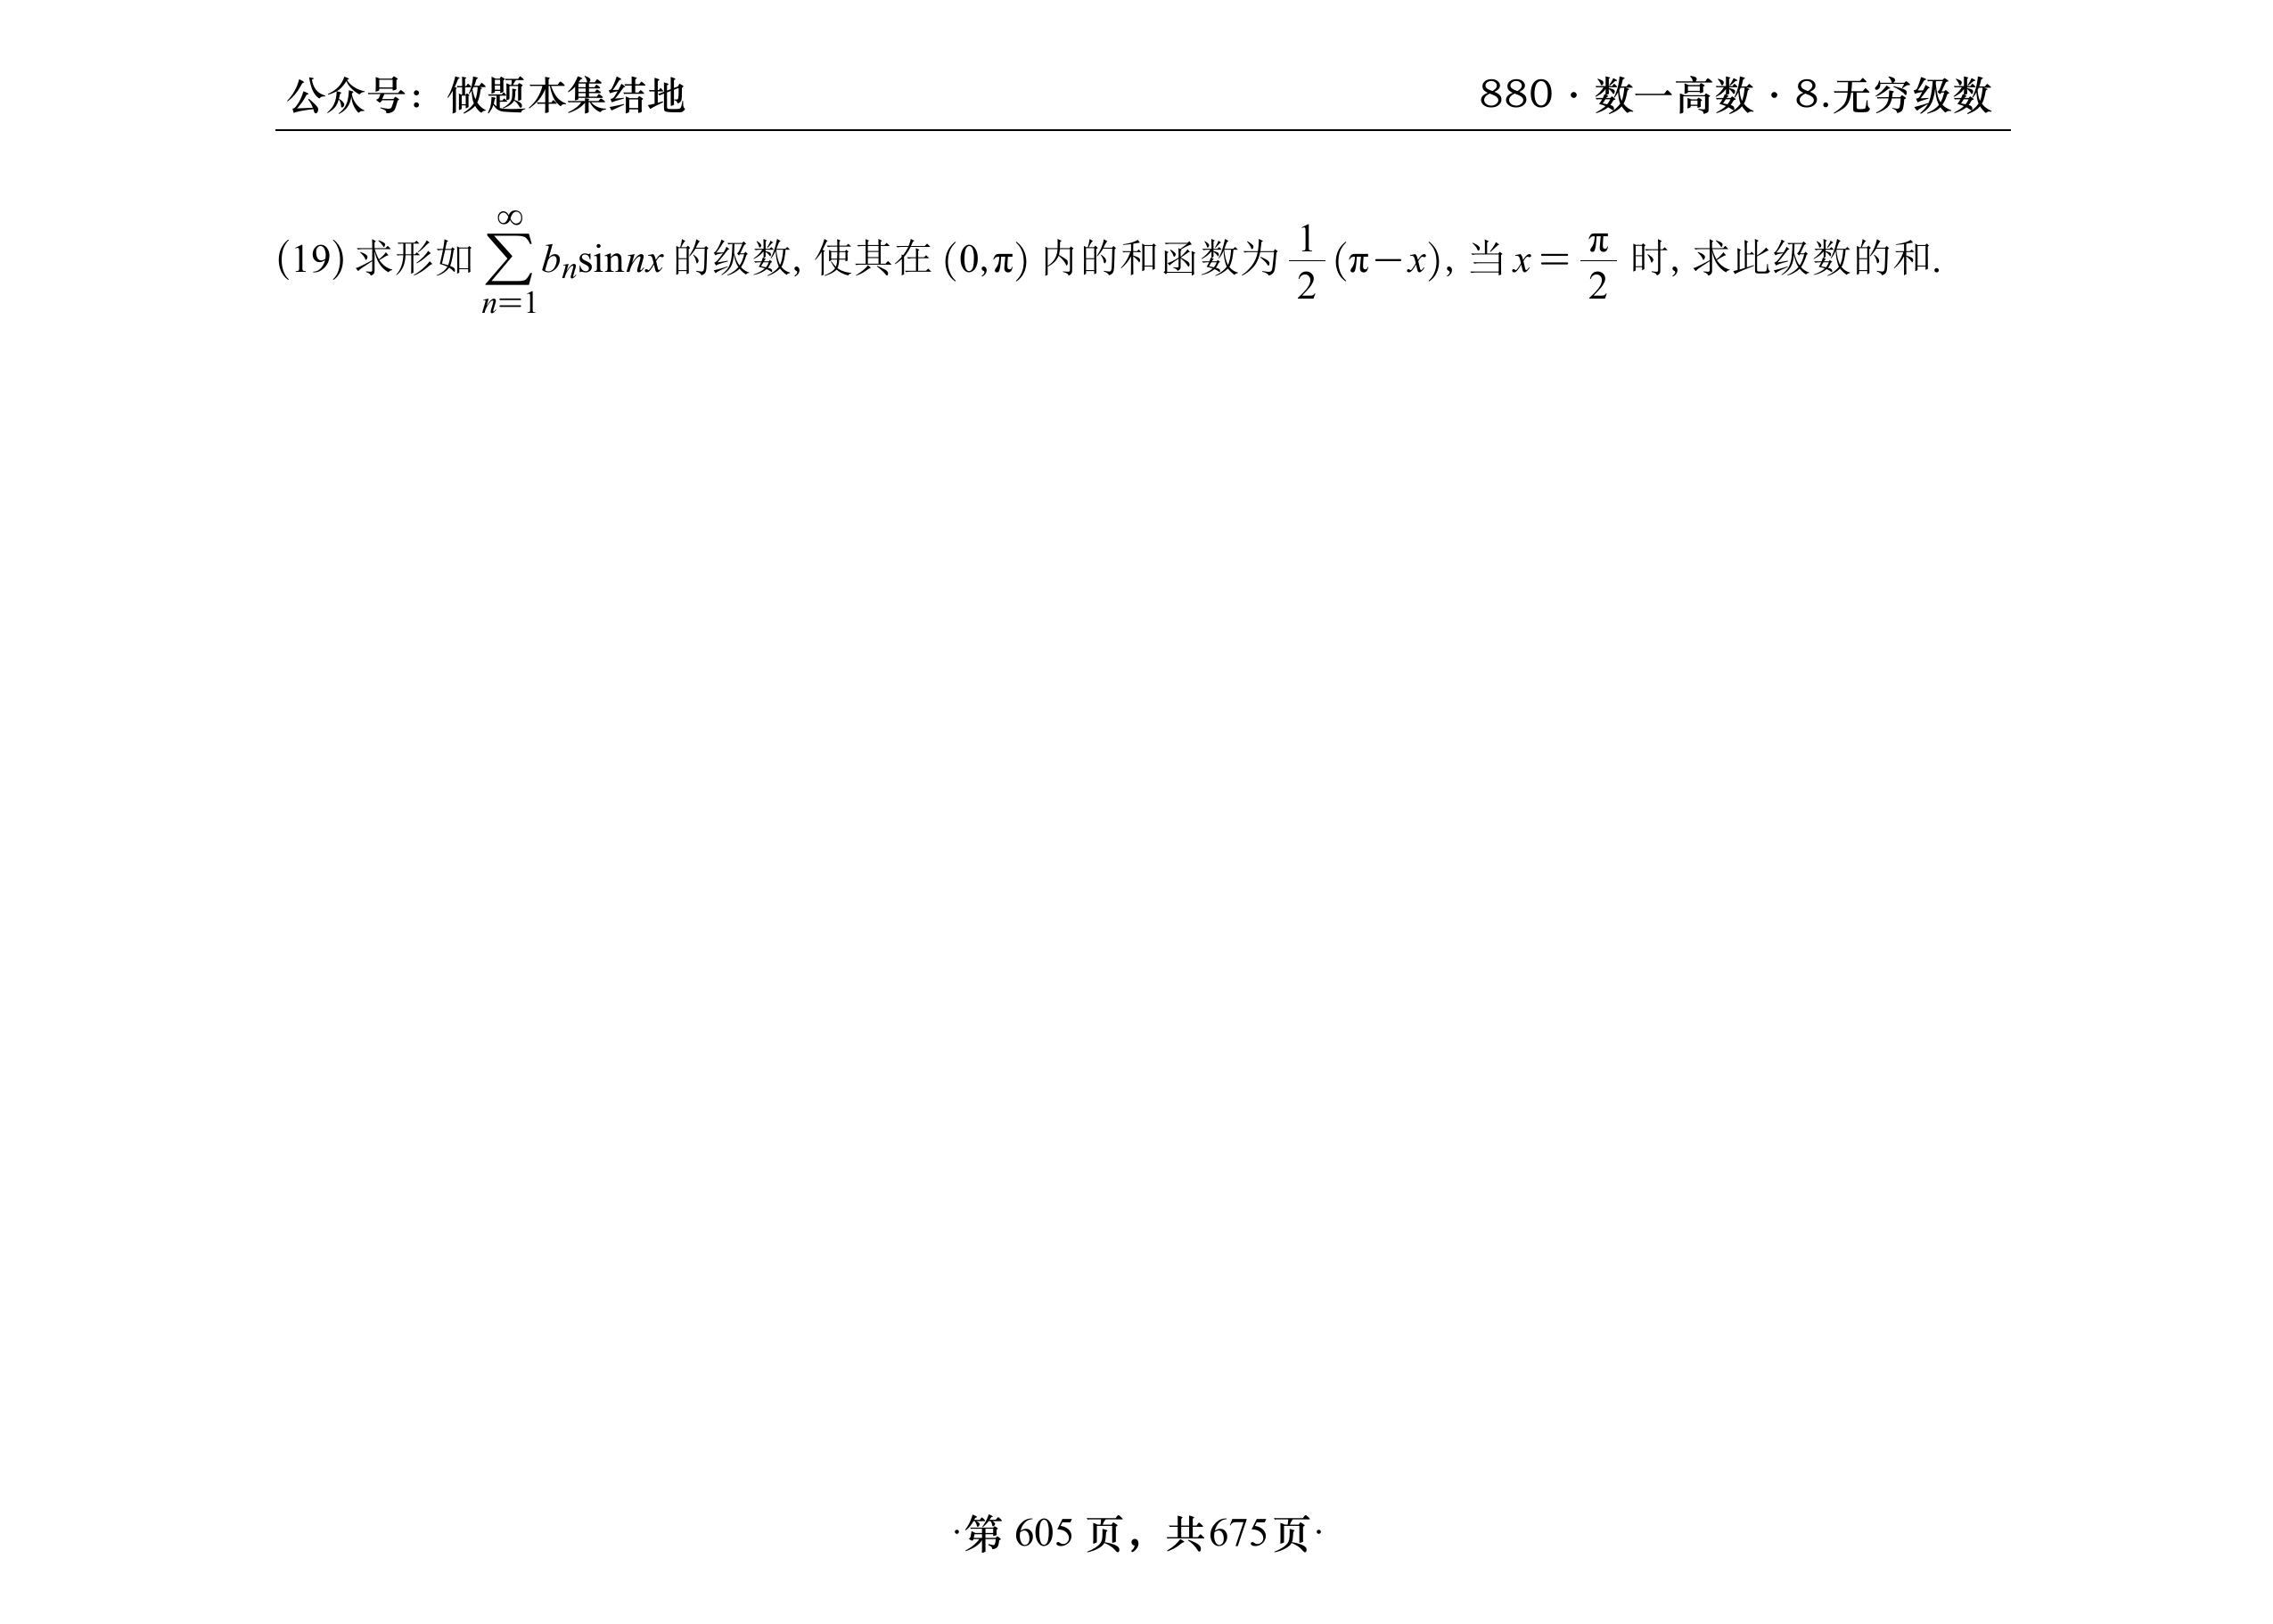 公众号：做题本集结地
880·数一高数·8.无穷级数
(19) 求形如 $\sum_{n=1}^{\infty} b_n \sin nx$ 的级数, 使其在 (0,π) 内的和函数为 $\frac{1}{2}$(π−x), 当 x=$\frac{π}{2}$ 时, 求此级数的和.
·第 605 页，共675页·